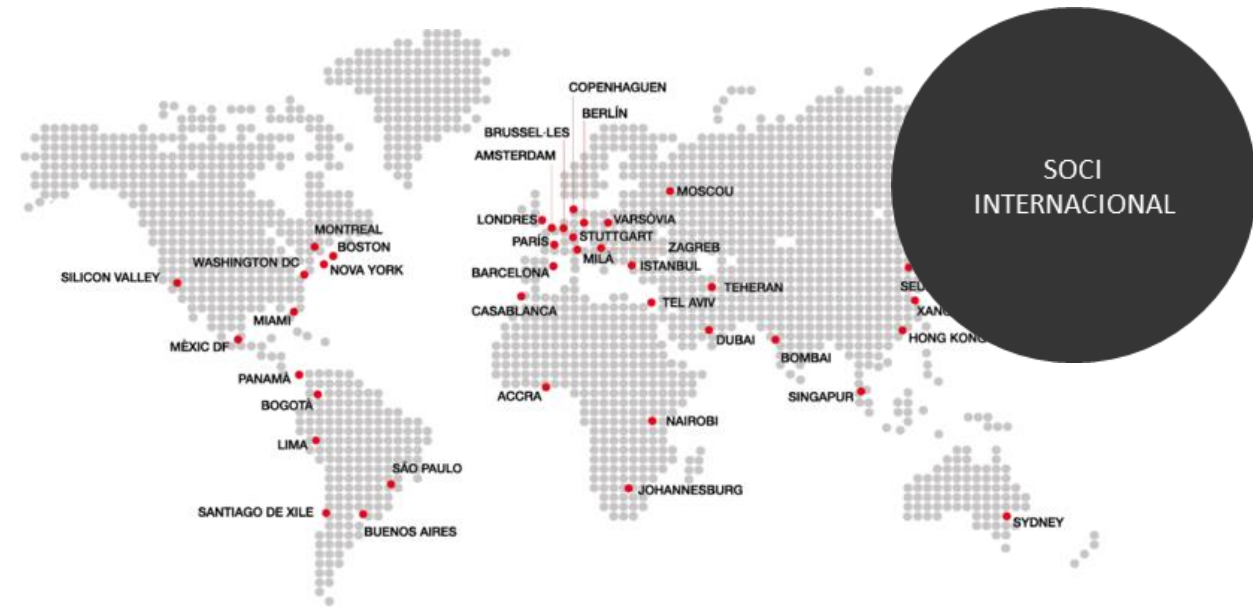 COPENHAGUEN
BERLÍN
BRUSSEL·LES
AMSTERDAM
SOCI
INTERNACIONAL
MOSCOU
LONDRES
VARSÒVIA
MONTREAL
STUTTGART
PARÍS
BOSTON
ZAGREB
WASHINGTON DC
MILÀ
NOVA YORK
ISTANBUL
BARCELONA
SILICON VALLEY
TEHERAN
TEL AVIV
CASABLANCA
MIAMI
DUBAI
HONG KONG
MÈXIC DF
BOMBAI
PANAMÀ
ACCRA
SINGAPUR
BOGOTÀ
NAIROBI
LIMA
SÃO PAULO
JOHANNESBURG
SANTIAGO DE XILE
SYDNEY
BUENOS AIRES